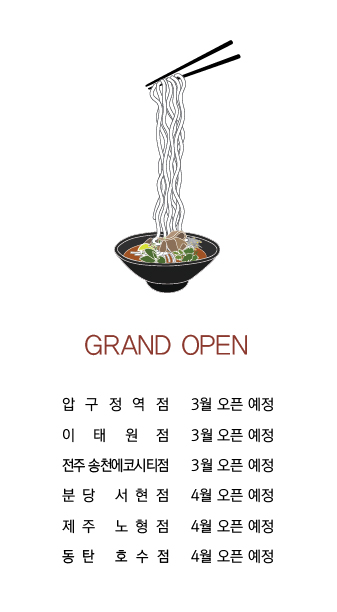 GRAND OPEN
압구정역점 3월 오픈 예정
이태원점 3월 오픈 예정
전주 송천에코시티점 3월 오픈 예정
분당 서현점 4월 오픈 예정
제주 노형점 4월 오픈 예정
동탄 호수점 4월 오픈 예정